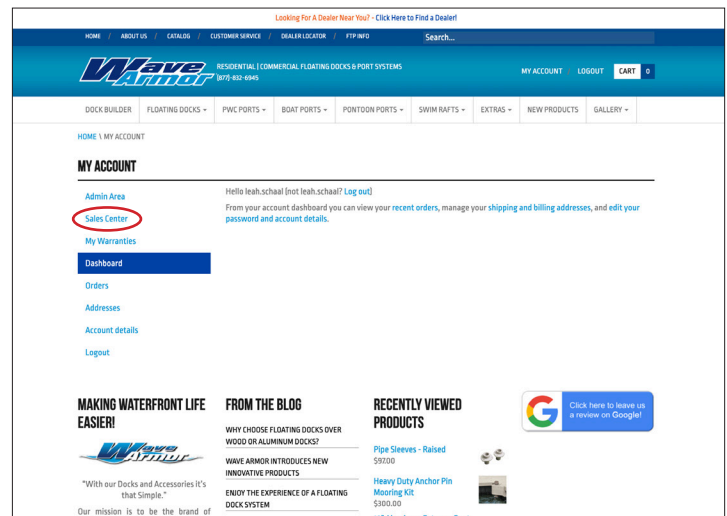 Looking For A Dealer Near You? - Click Here to Find a Dealer!
HOME / ABOUT US / CATALOG / CUSTOMER SERVICE / DEALER LOCATOR / FTP INFO
Search...
Wave Armor
RESIDENTIAL | COMMERCIAL FLOATING DOCKS & PORT SYSTEMS
(877)-832-6945
MY ACCOUNT LOGOUT CART 0
DOCK BUILDER FLOATING DOCKS PWC PORTS BOAT PORTS PONTOON PORTS SWIM RAFTS EXTRAS NEW PRODUCTS GALLERY
HOME \ MY ACCOUNT
MY ACCOUNT
Admin Area
Sales Center
My Warranties
Dashboard
Orders
Addresses
Account details
Logout
Hello leah.schaal (not leah.schaal? Log out)
From your account dashboard you can view your recent orders, manage your shipping and billing addresses, and edit your
password and account details.
MAKING WATERFRONT LIFE
EASIER!
Wave Armor
"With our Docks and Accessories it's
that Simple."
Our mission is to be the brand of
FROM THE BLOG
WHY CHOOSE FLOATING DOCKS OVER
WOOD OR ALUMINUM DOCKS?
WAVE ARMOR INTRODUCES NEW
INNOVATIVE PRODUCTS
ENJOY THE EXPERIENCE OF A FLOATING
DOCK SYSTEM
RECENTLY VIEWED
PRODUCTS
Pipe Sleeves - Raised
$97.00
Heavy Duty Anchor Pin
Mooring Kit
$300.00
Click here to leave us
a review on Google!